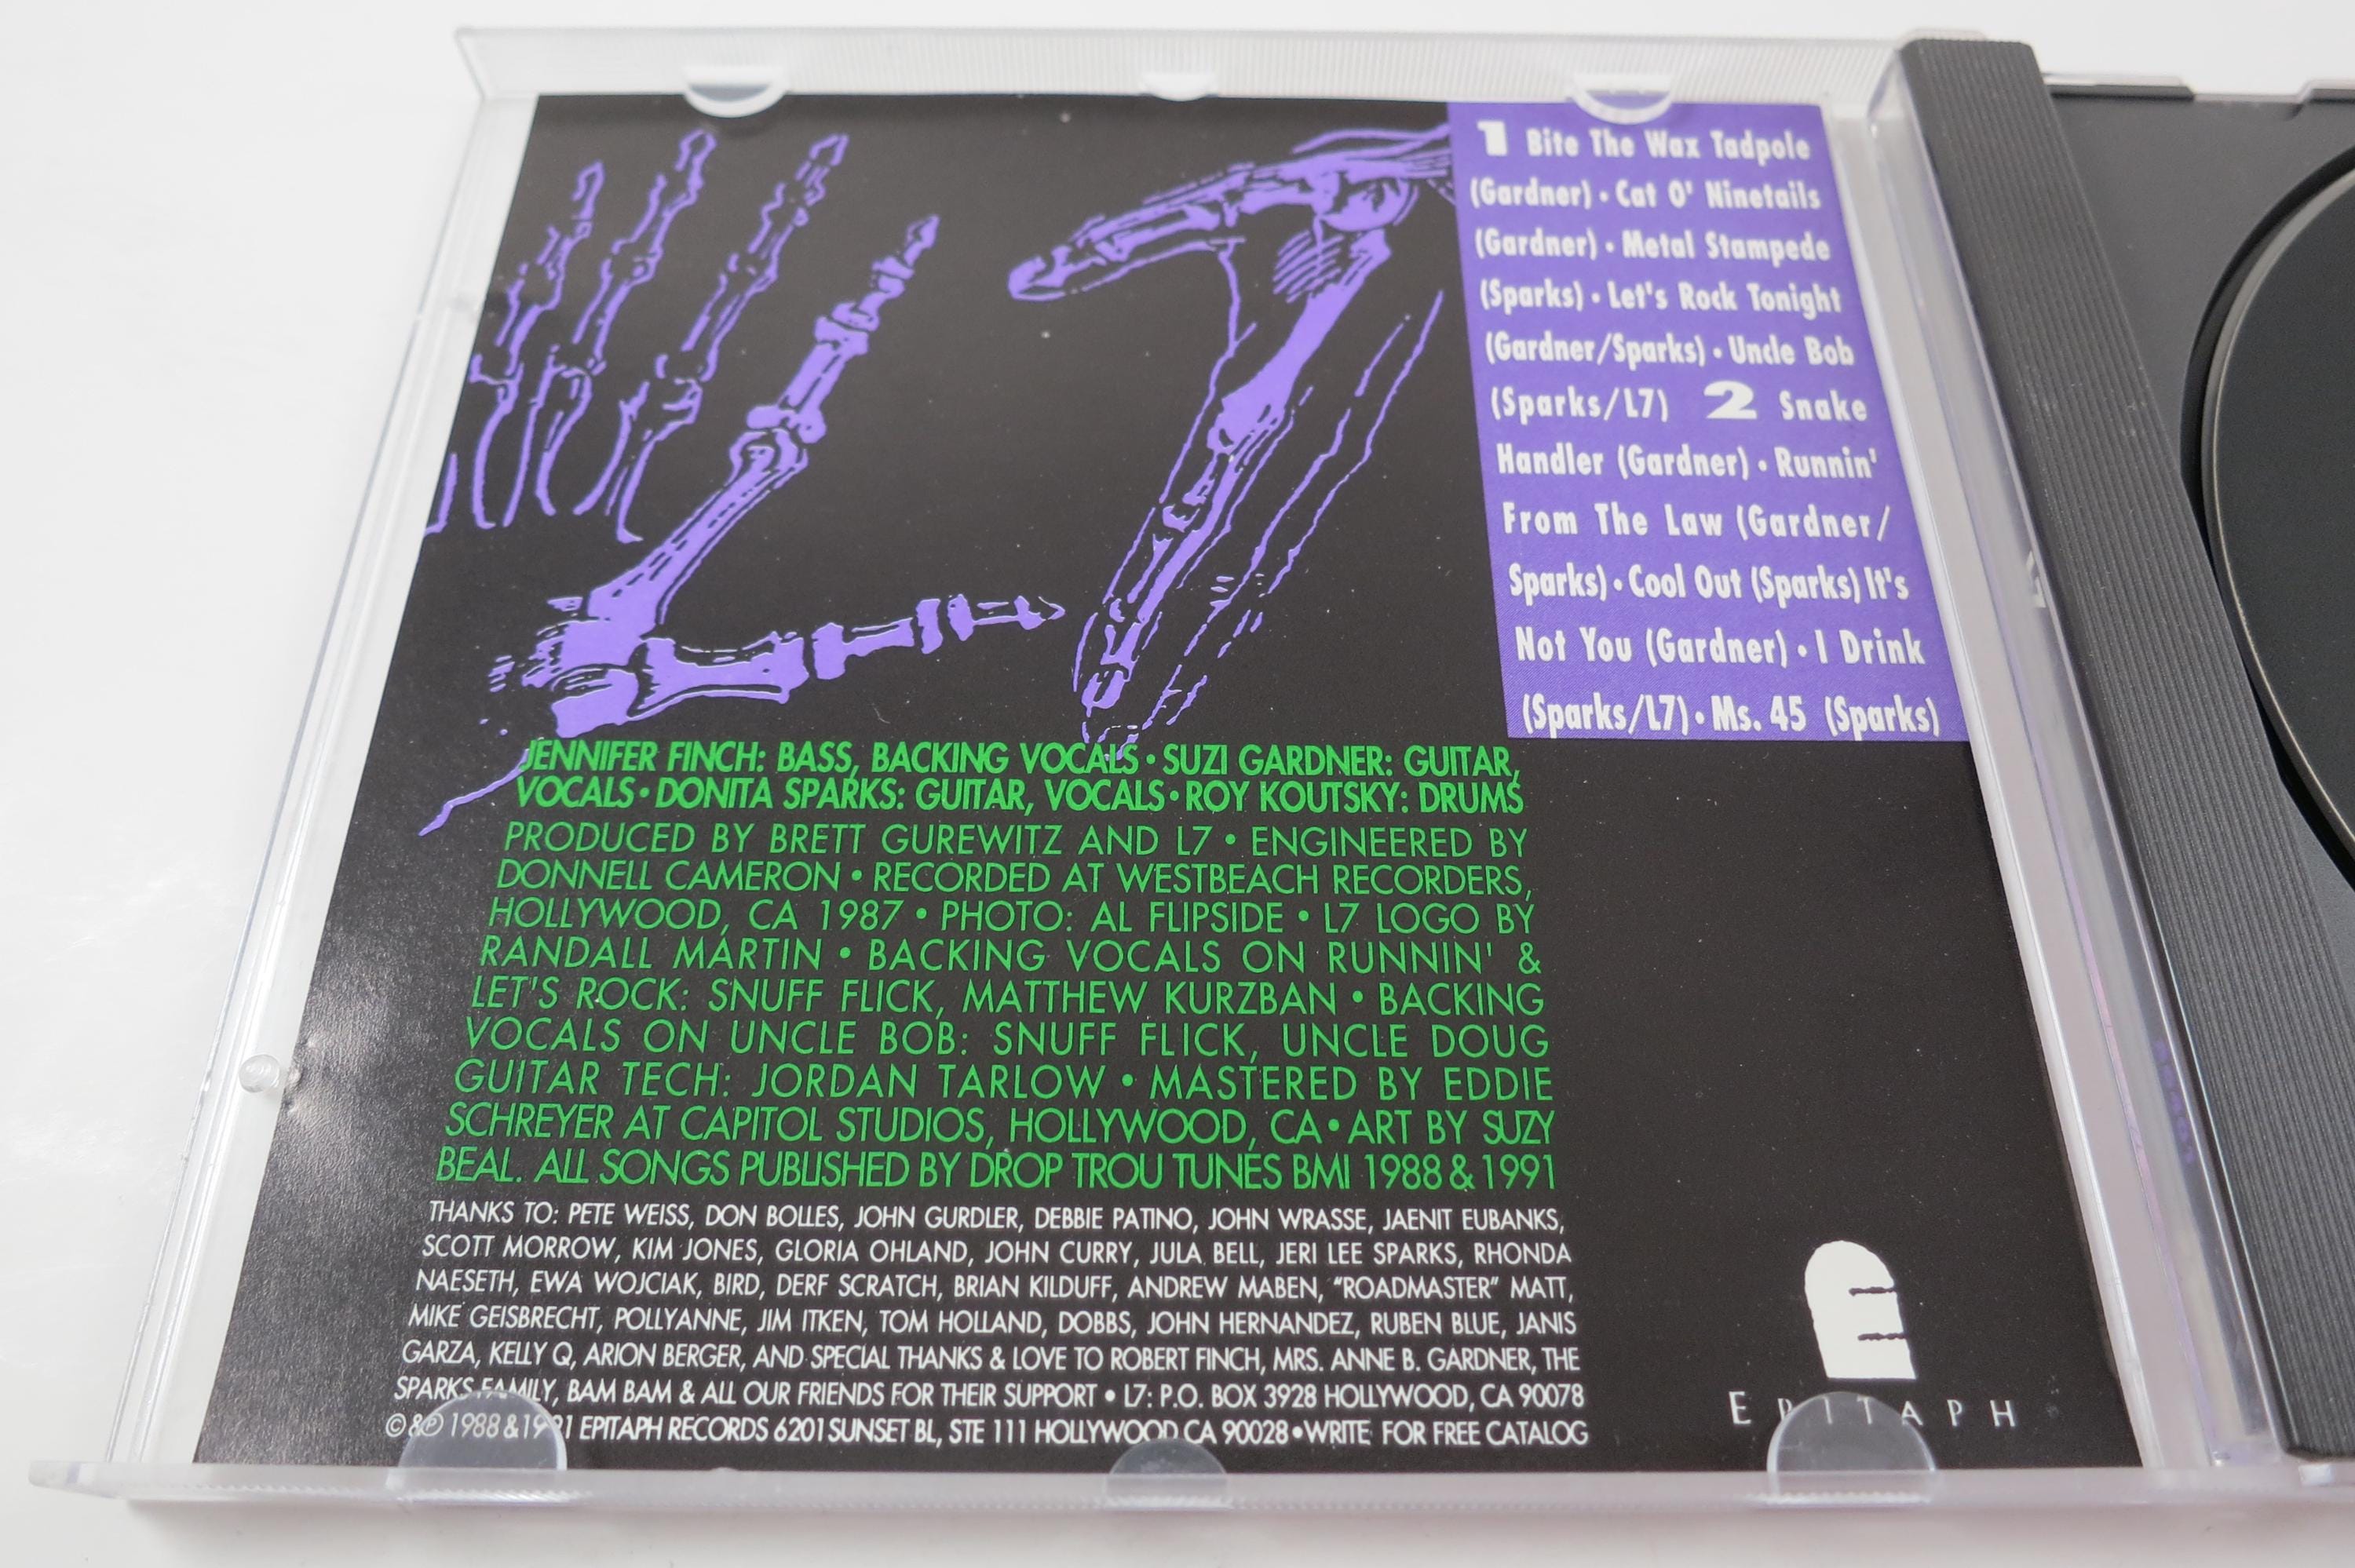 1 Bite The Wax Tadpole
(Gardner) • Cat O' Ninetails
(Gardner) • Metal Stampede
(Sparks) • Let's Rock Tonight
(Gardner/Sparks) • Uncle Bob
(Sparks/L7) 2 Snake
Handler (Gardner) • Runnin'
From The Law (Gardner/
Sparks) • Cool Out (Sparks) It's
Not You (Gardner) • I Drink
(Sparks/L7) • Ms. 45 (Sparks)
JENNIFER FINCH: BASS, BACKING VOCALS • SUZI GARDNER: GUITAR,
VOCALS • DONITA SPARKS: GUITAR, VOCALS • ROY KOUTSKY: DRUMS
PRODUCED BY BRETT GUREWITZ AND L7 • ENGINEERED BY
DONNELL CAMERON • RECORDED AT WESTBEACH RECORDERS,
HOLLYWOOD, CA 1987 • PHOTO: AL FLIPSIDE • L7 LOGO BY
RANDALL MARTIN • BACKING VOCALS ON RUNNIN' &
LET'S ROCK: SNUFF FLICK, MATTHEW KURZBAN • BACKING
VOCALS ON UNCLE BOB: SNUFF FLICK, UNCLE DOUG
GUITAR TECH: JORDAN TARLOW • MASTERED BY EDDIE
SCHREYER AT CAPITOL STUDIOS, HOLLYWOOD, CA • ART BY SUZY
BEAL. ALL SONGS PUBLISHED BY DROP TROU TUNES BMI 1988 & 1991
THANKS TO: PETE WEISS, DON BOLLES, JOHN GURDLER, DEBBIE PATINO, JOHN WRASSE, JAENIT EUBANKS,
SCOTT MORROW, KIM JONES, GLORIA OHLAND, JOHN CURRY, JULA BELL, JERI LEE SPARKS, RHONDA
NAESETH, EWA WOJCIAK, BIRD, DERF SCRATCH, BRIAN KILDUFF, ANDREW MABEN, “ROADMASTER” MATT,
MIKE GEISBRECHT, POLLYANNE, JIM ITKEN, TOM HOLLAND, DOBBS, JOHN HERNANDEZ, RUBEN BLUE, JANIS
GARZA, KELLY Q, ARION BERGER, AND SPECIAL THANKS & LOVE TO ROBERT FINCH, MRS. ANNE B. GARDNER, THE
SPARKS FAMILY, BAM BAM & ALL OUR FRIENDS FOR THEIR SUPPORT • L7: P.O. BOX 3928 HOLLYWOOD, CA 90078
©&℗ 1988 & 1991 EPITAPH RECORDS 6201 SUNSET BL, STE 111 HOLLYWOOD CA 90028 • WRITE FOR FREE CATALOG
EPITAPH